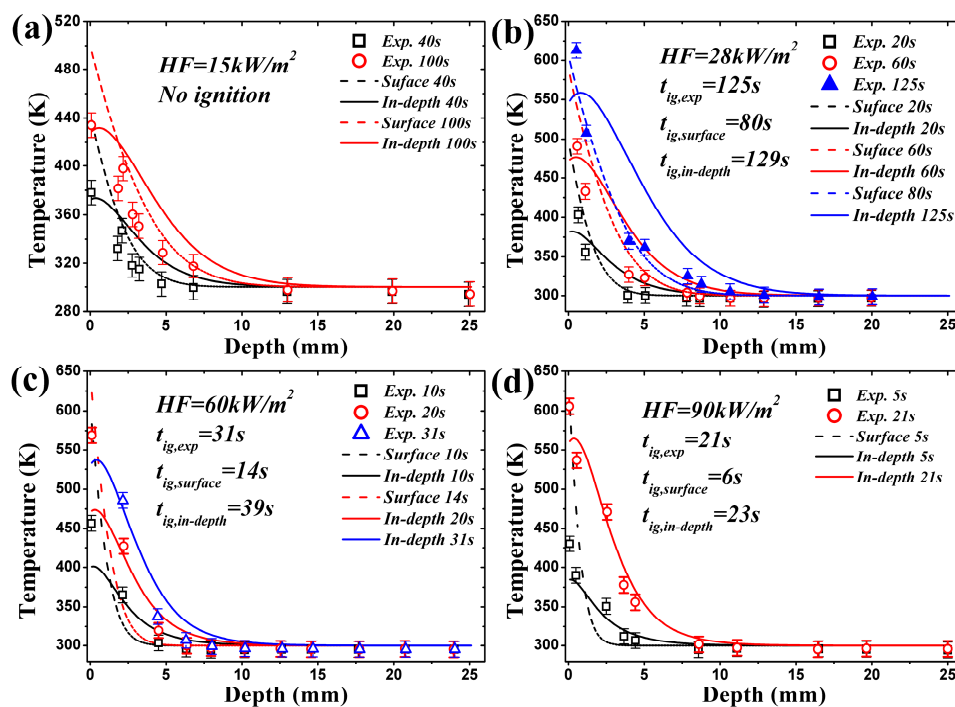 (a)
520
480
440
400
360
320
280
Temperature (K)
0
5
10
15
20
25
Depth (mm)
HF=15kW/m²
No ignition
Exp. 40s
Exp. 100s
Suface 40s
In-depth 40s
Surface 100s
In-depth 100s
(b)
650
600
550
500
450
400
350
300
Temperature (K)
0
5
10
15
20
25
Depth (mm)
HF=28kW/m²
t_ig,exp=125s
t_ig,surface=80s
t_ig,in-depth=129s
Exp. 20s
Exp. 60s
Exp. 125s
Suface 20s
In-depth 20s
Suface 60s
In-depth 60s
Suface 80s
In-depth 125s
(c)
650
600
550
500
450
400
350
300
Temperature (K)
0
5
10
15
20
25
Depth (mm)
HF=60kW/m²
t_ig,exp=31s
t_ig,surface=14s
t_ig,in-depth=39s
Exp. 10s
Exp. 20s
Exp. 31s
Surface 10s
In-depth 10s
Surface 14s
In-depth 20s
In-depth 31s
(d)
650
600
550
500
450
400
350
300
Temperature (K)
0
5
10
15
20
25
Depth (mm)
HF=90kW/m²
t_ig,exp=21s
t_ig,surface=6s
t_ig,in-depth=23s
Exp. 5s
Exp. 21s
Surface 5s
In-depth 5s
In-depth 21s